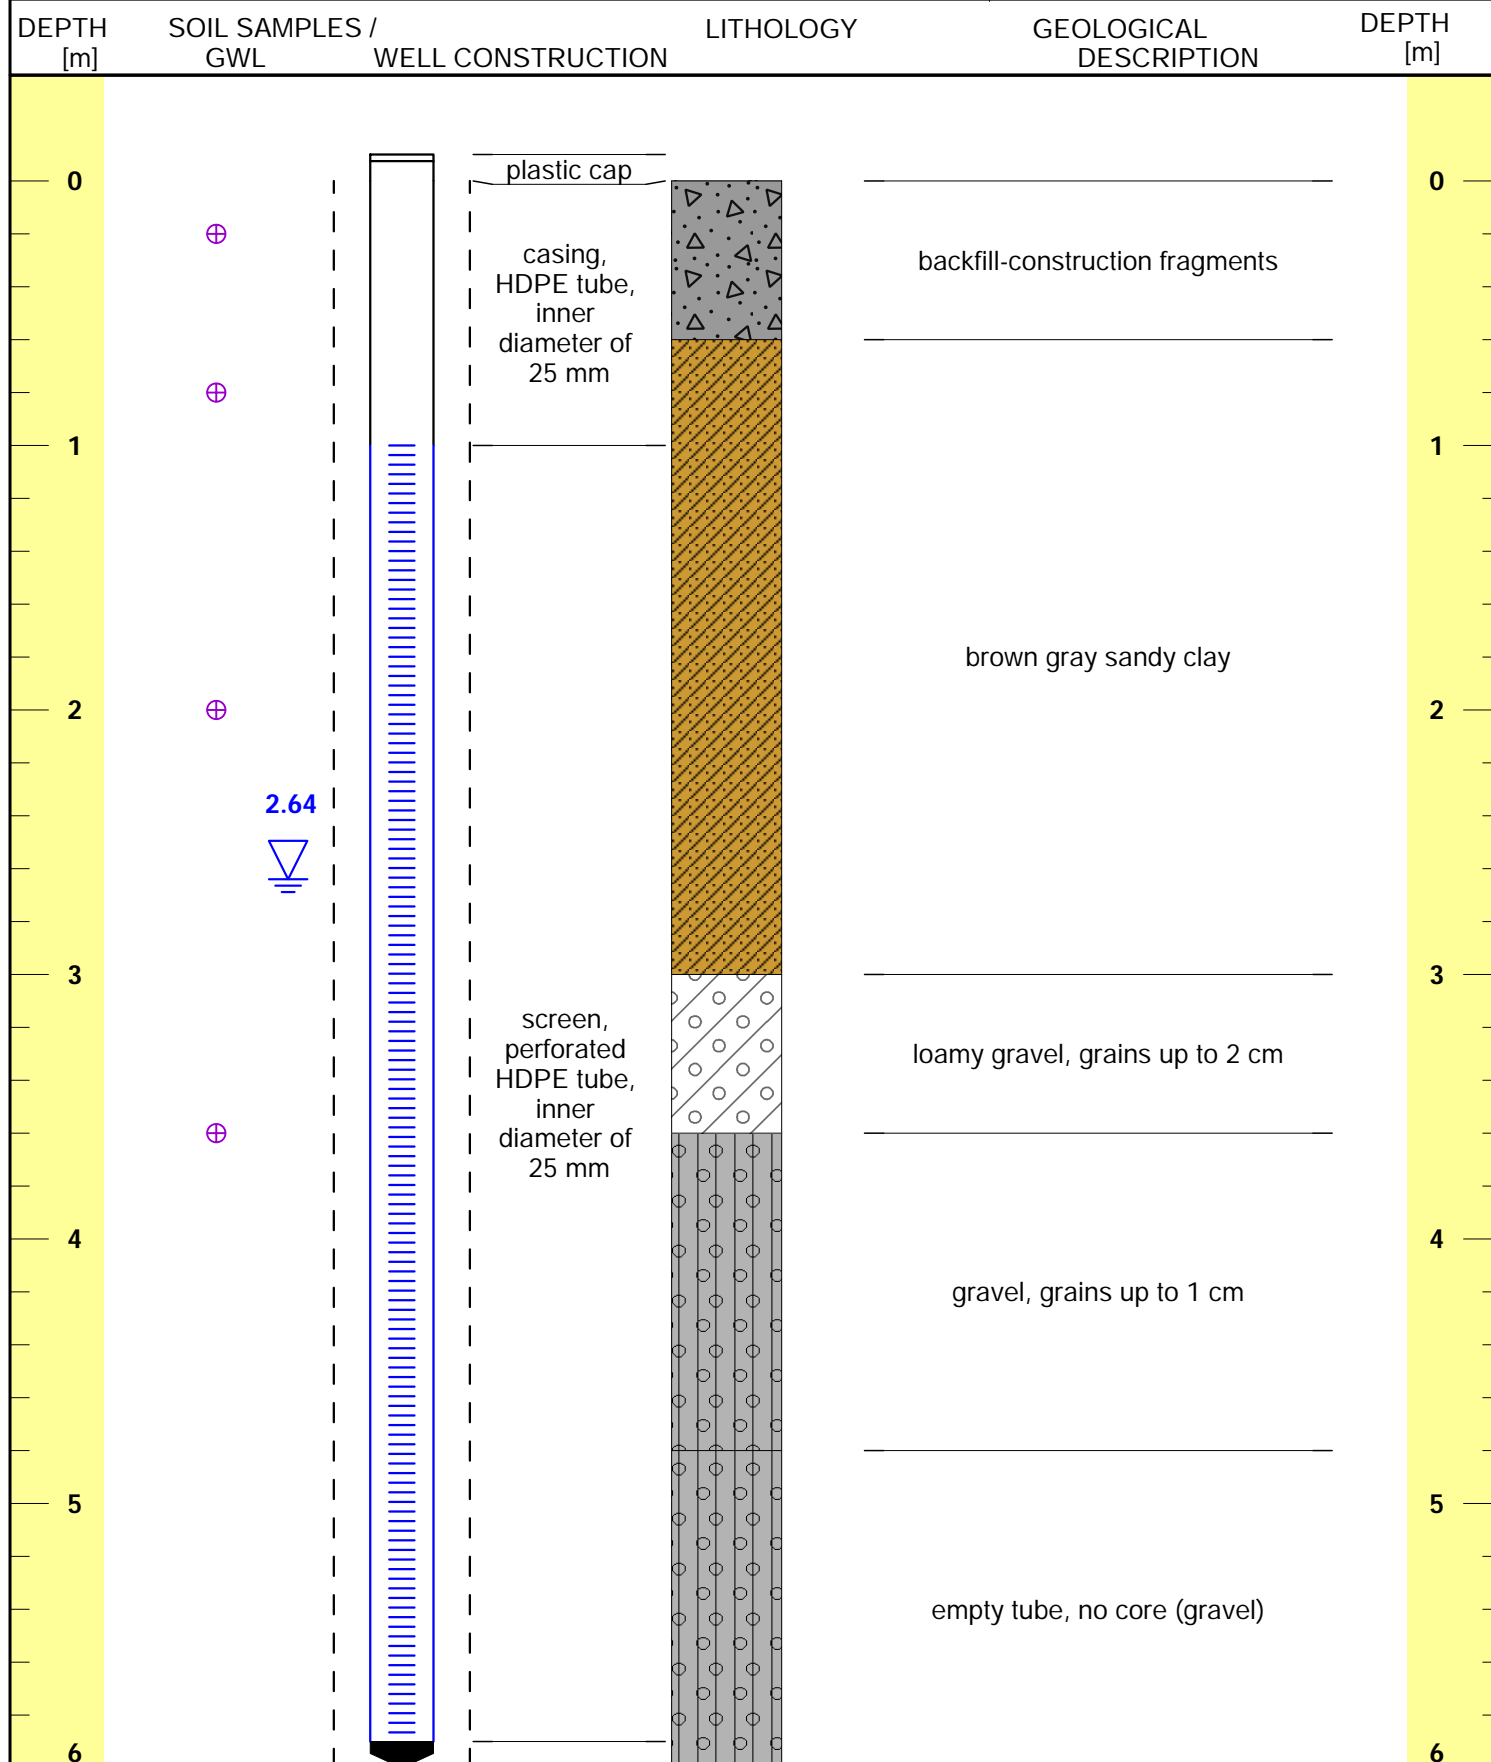 DEPTH
[m]
SOIL SAMPLES /
GWL
WELL CONSTRUCTION
LITHOLOGY
GEOLOGICAL
DESCRIPTION
DEPTH
[m]
plastic cap
0
0
casing,
HDPE tube,
inner
diameter of
25 mm
backfill-construction fragments
1
1
brown gray sandy clay
2
2
2.64
3
3
screen,
perforated
HDPE tube,
inner
diameter of
25 mm
loamy gravel, grains up to 2 cm
4
4
gravel, grains up to 1 cm
5
5
empty tube, no core (gravel)
6
6